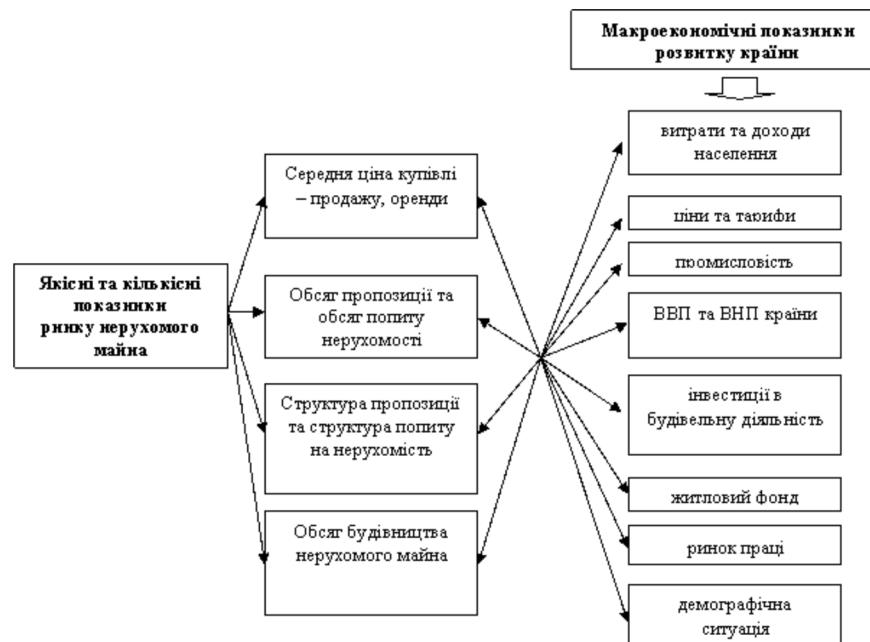 Макроекономічні показники
розвитку країни
Якісні та кількісні
показники
ринку нерухомого
майна
Середня ціна купівлі
– продажу, оренди
Обсяг пропозиції та
обсяг попиту
нерухомості
Структура пропозиції
та структура попиту
на нерухомість
Обсяг будівництва
нерухомого майна
витрати та доходи
населення
ціни та тарифи
промисловість
ВВП та ВНП країни
інвестиції в
будівельну діяльність
житловий фонд
ринок праці
демографічна
ситуація